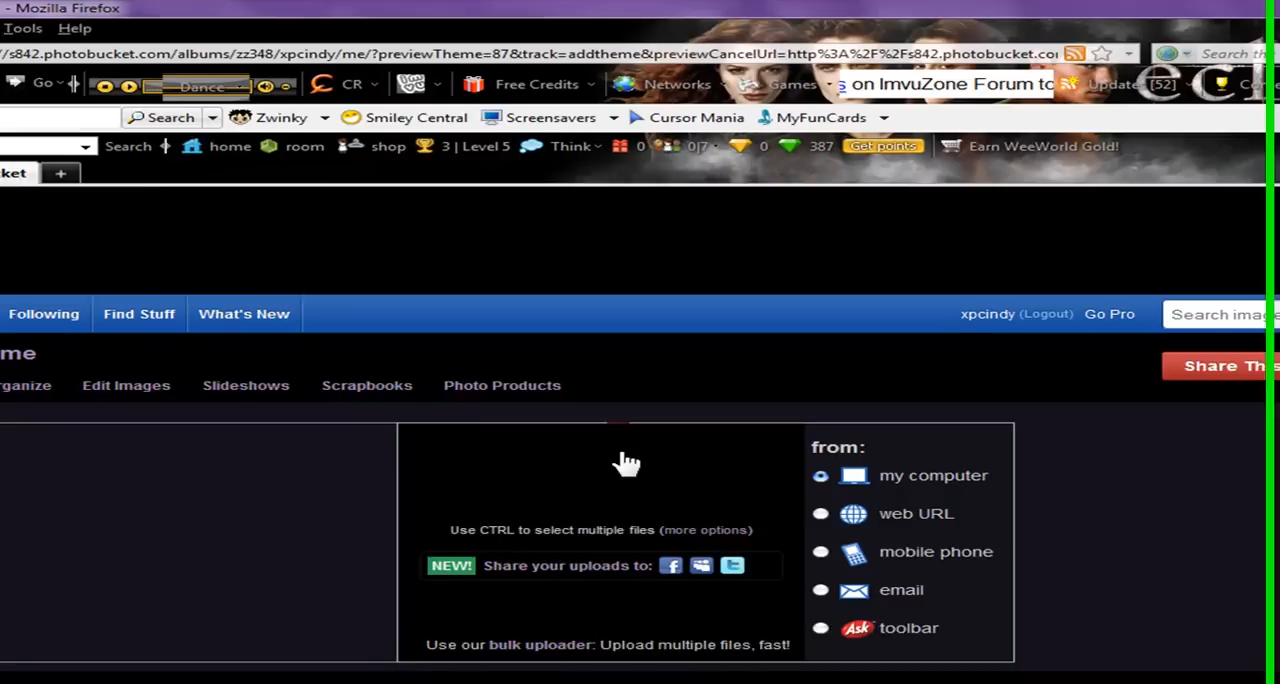 - Mozilla Firefox
Tools Help
//s842.photobucket.com/albums/zz348/xpcindy/me/?previewTheme=87&track=addtheme&previewCancelUrl=http%3A%2F%2Fs842.photobucket.co Search th
Go Dance CR Free Credits Networks Games s on ImvuZone Forum to Update [52]
Search Zwinky Smiley Central Screensavers Cursor Mania MyFunCards
Search home room shop 3 | Level 5 Think 0 0|7 0 387 Get points Earn WeeWorld Gold!
cket +
Following Find Stuff What's New xpcindy (Logout) Go Pro Search imag
me
rganize Edit Images Slideshows Scrapbooks Photo Products Share This
from:
my computer
web URL
Use CTRL to select multiple files (more options)
mobile phone
NEW! Share your uploads to:
email
toolbar
Use our bulk uploader: Upload multiple files, fast!
Ask